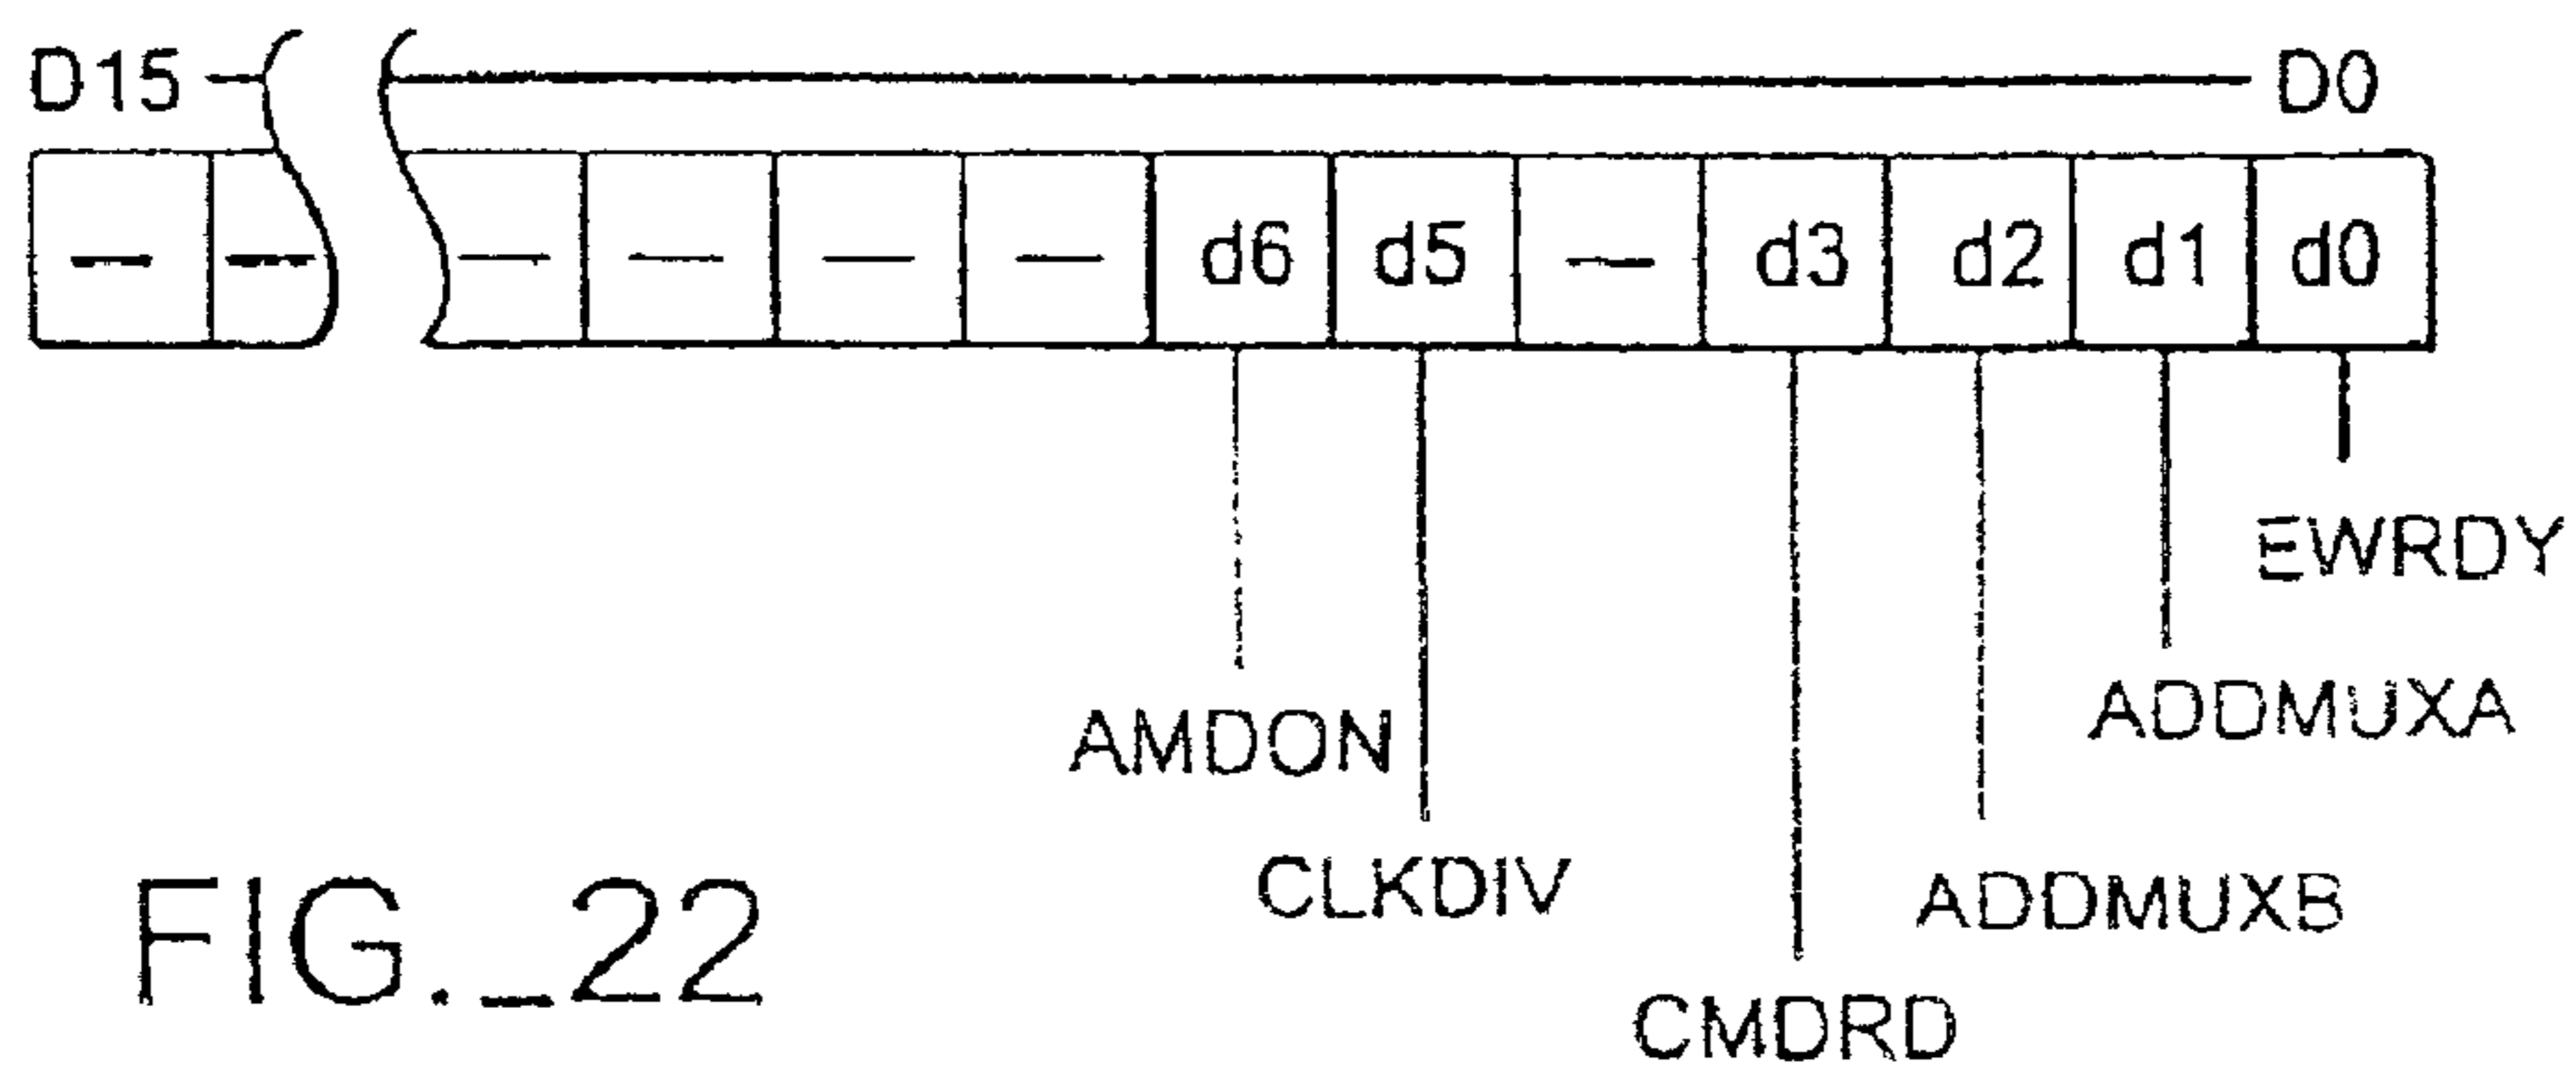 D15 D0
— — — — — — d6 d5 — d3 d2 d1 d0
EWRDY
ADDMUXA
AMDON
CLKDIV
ADDMUXB
CMDRD
FIG._22